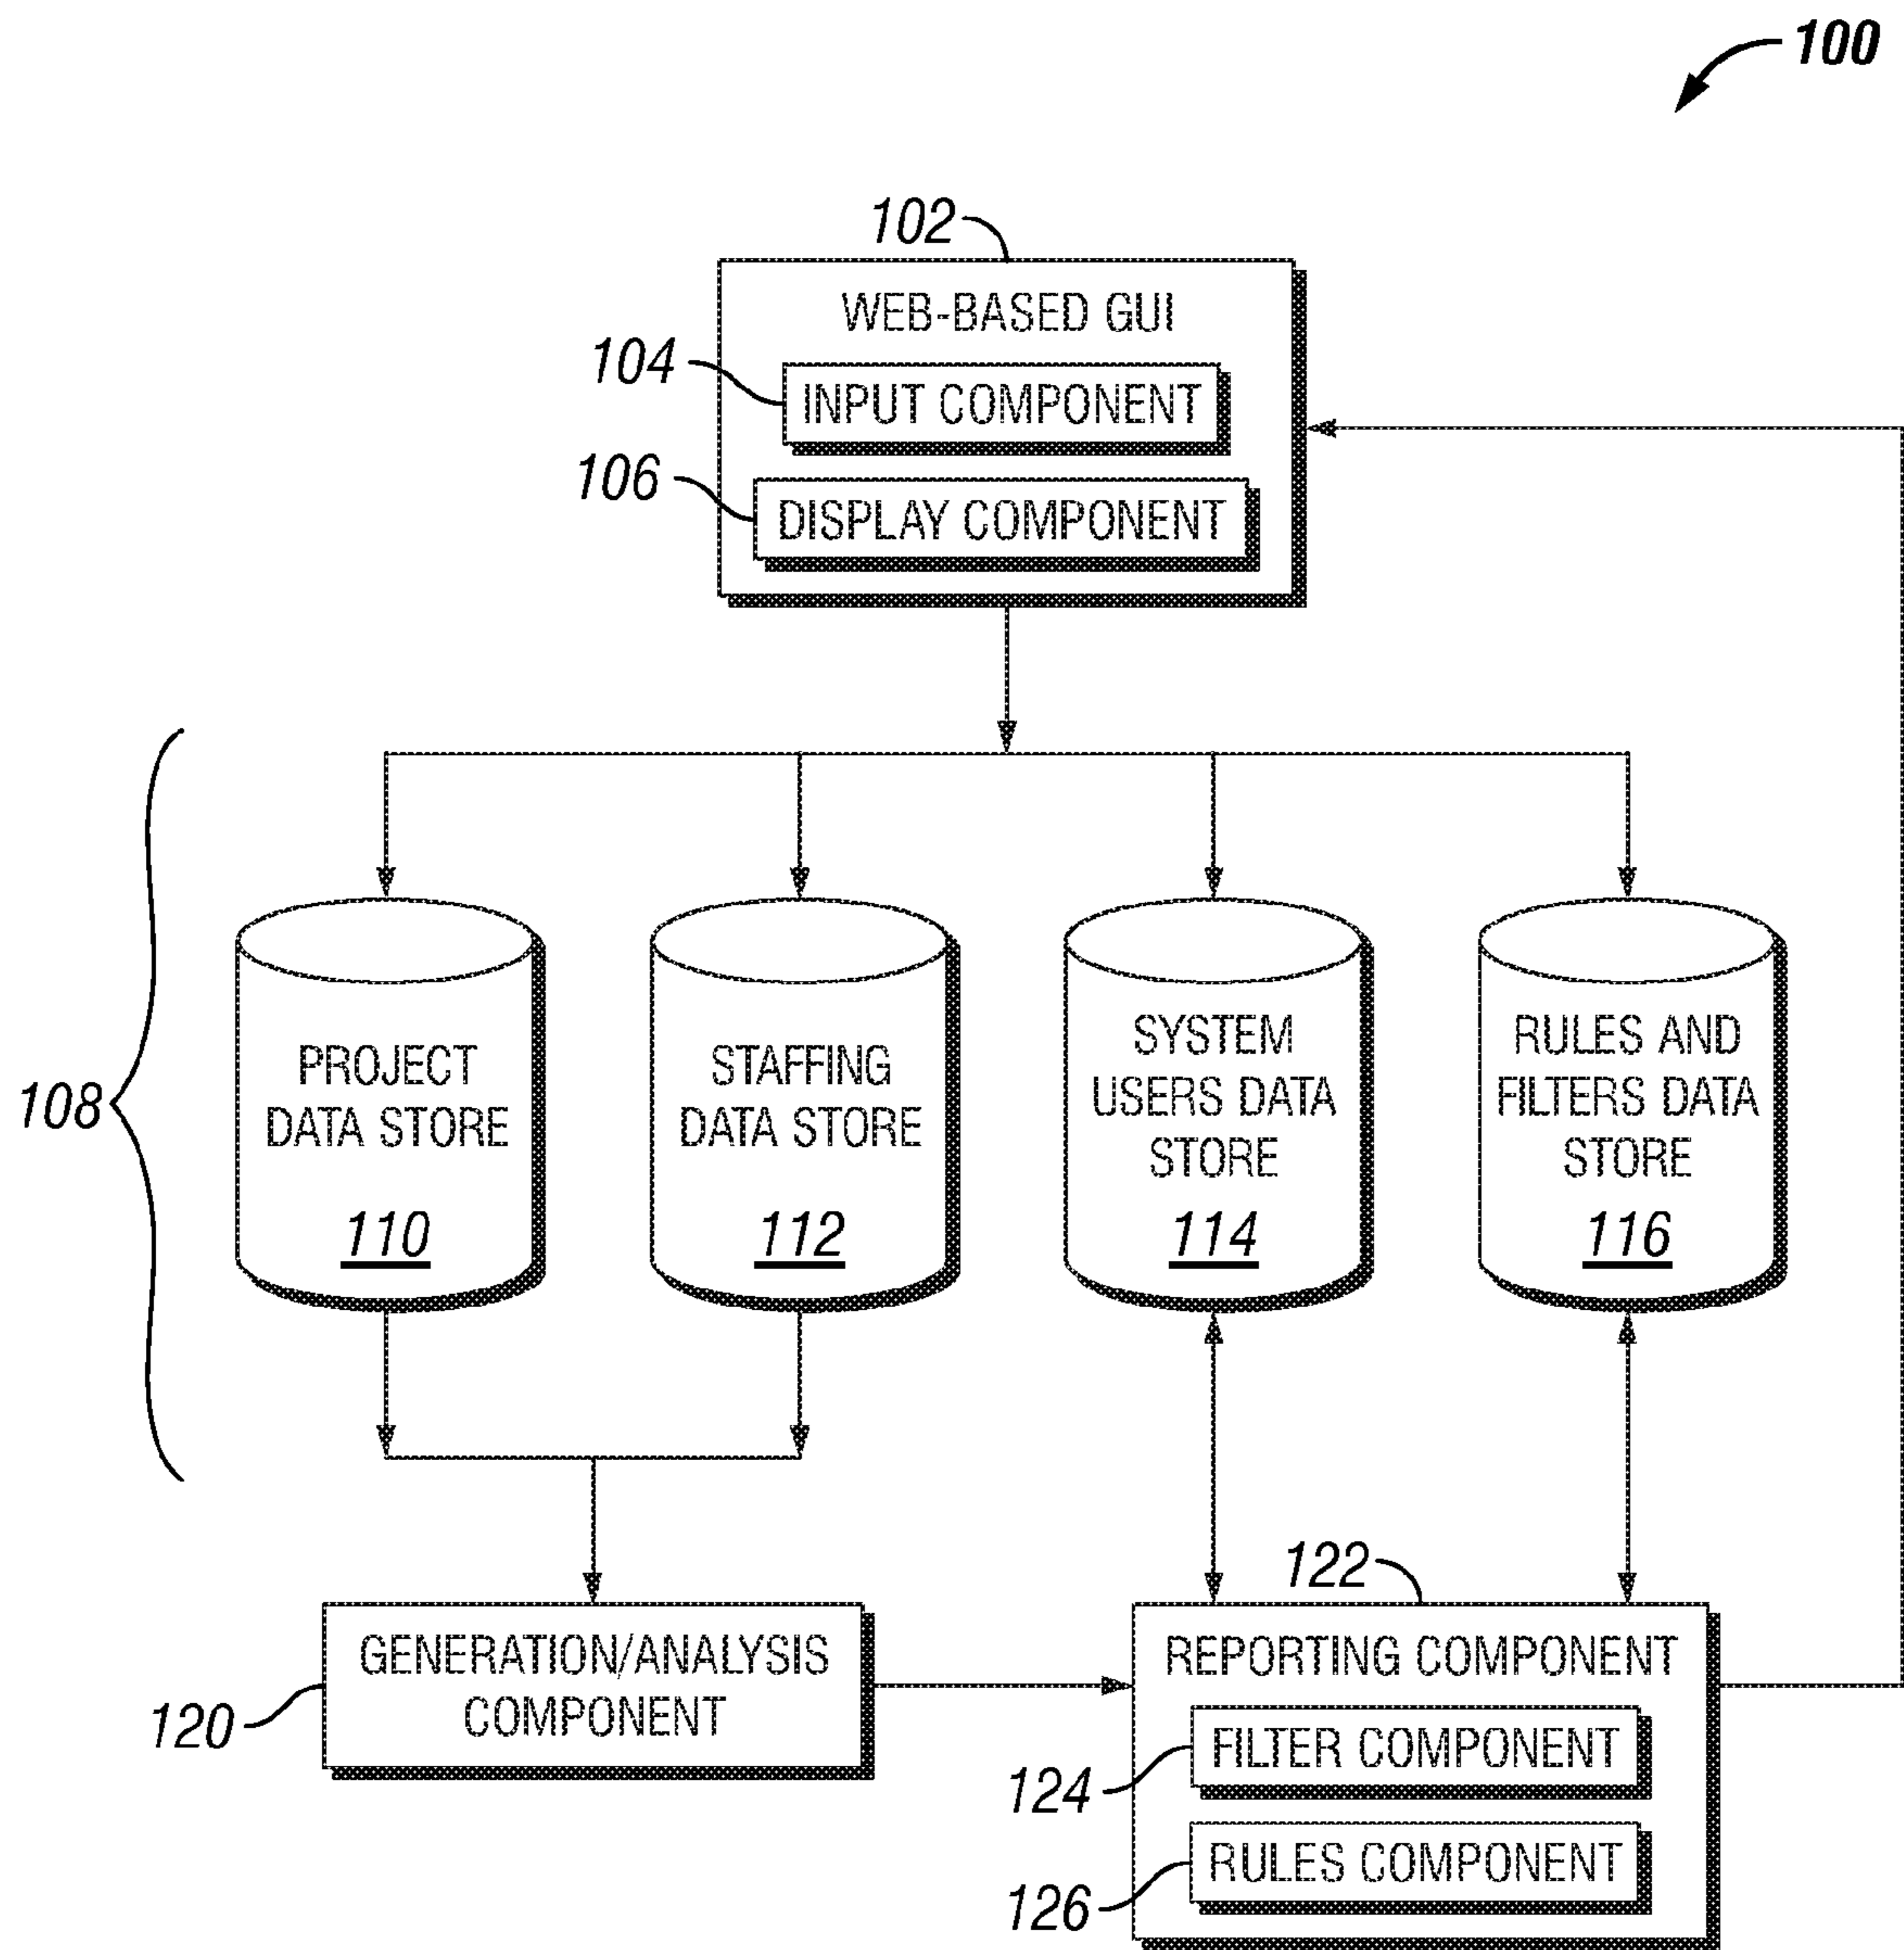 100
102
WEB-BASED GUI
104
INPUT COMPONENT
106
DISPLAY COMPONENT
108
PROJECT
DATA STORE
110
STAFFING
DATA STORE
112
SYSTEM
USERS DATA
STORE
114
RULES AND
FILTERS DATA
STORE
116
GENERATION/ANALYSIS
COMPONENT
120
122
REPORTING COMPONENT
FILTER COMPONENT
124
RULES COMPONENT
126